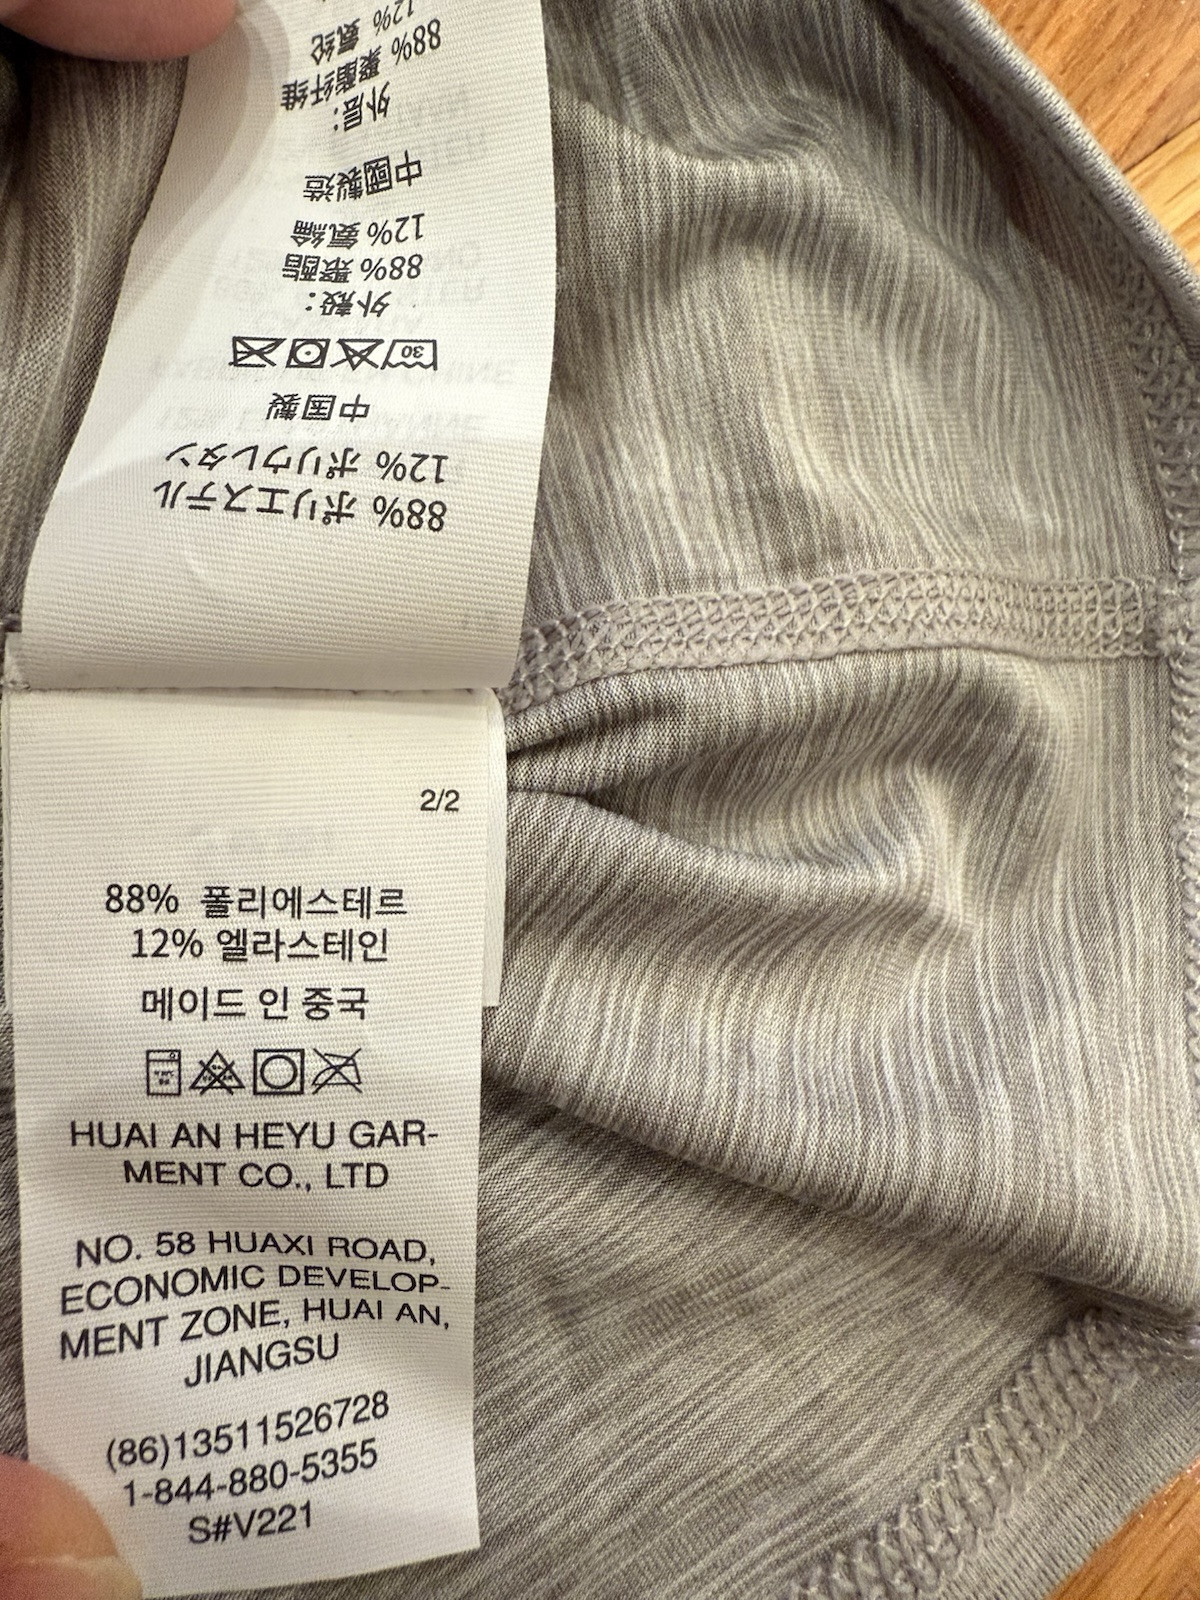 88% ポリエステル
12% ポリウレタン
中国製
30
外殼：
88% 聚酯
12% 氨綸
中國製造
外层：
88% 聚酯纤维
12% 氨纶
2/2
88% 폴리에스테르
12% 엘라스테인
메이드 인 중국
HUAI AN HEYU GAR-
MENT CO., LTD
NO. 58 HUAXI ROAD,
ECONOMIC DEVELOP-
MENT ZONE, HUAI AN,
JIANGSU
(86)13511526728
1-844-880-5355
S#V221